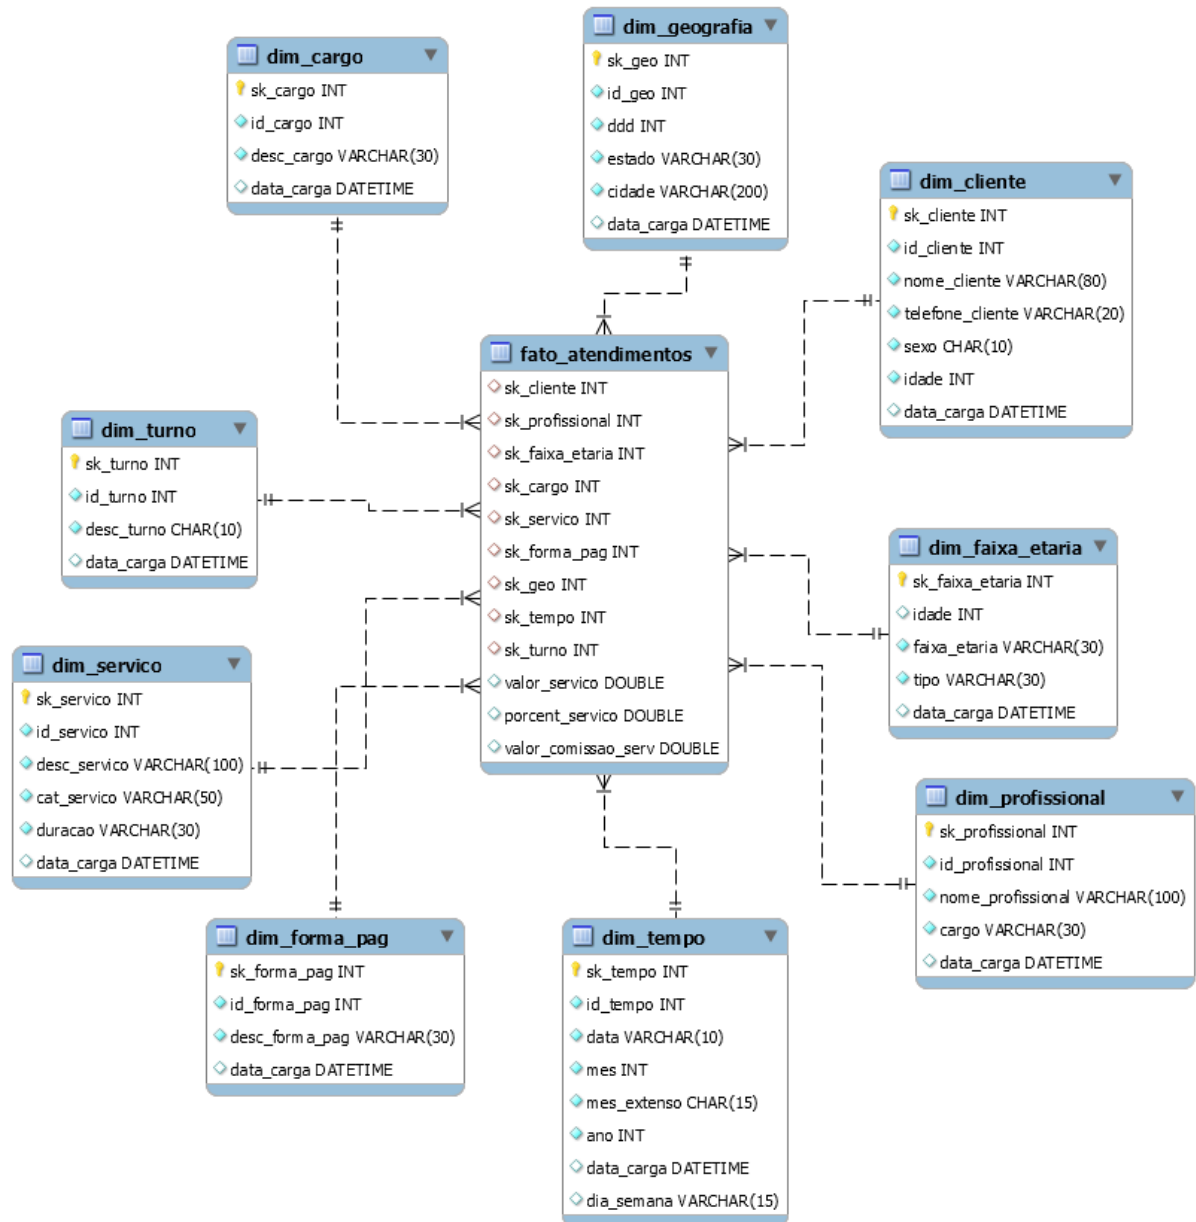 dim_cargo
sk_cargo INT
id_cargo INT
desc_cargo VARCHAR(30)
data_carga DATETIME
dim_geografia
sk_geo INT
id_geo INT
ddd INT
estado VARCHAR(30)
cidade VARCHAR(200)
data_carga DATETIME
dim_cliente
sk_cliente INT
id_cliente INT
nome_cliente VARCHAR(80)
telefone_cliente VARCHAR(20)
sexo CHAR(10)
idade INT
data_carga DATETIME
fato_atendimentos
sk_cliente INT
sk_profissional INT
sk_faixa_etaria INT
sk_cargo INT
sk_servico INT
sk_forma_pag INT
sk_geo INT
sk_tempo INT
sk_turno INT
valor_servico DOUBLE
porcent_servico DOUBLE
valor_comissao_serv DOUBLE
dim_turno
sk_turno INT
id_turno INT
desc_turno CHAR(10)
data_carga DATETIME
dim_faixa_etaria
sk_faixa_etaria INT
idade INT
faixa_etaria VARCHAR(30)
tipo VARCHAR(30)
data_carga DATETIME
dim_servico
sk_servico INT
id_servico INT
desc_servico VARCHAR(100)
cat_servico VARCHAR(50)
duracao VARCHAR(30)
data_carga DATETIME
dim_profissional
sk_profissional INT
id_profissional INT
nome_profissional VARCHAR(100)
cargo VARCHAR(30)
data_carga DATETIME
dim_forma_pag
sk_forma_pag INT
id_forma_pag INT
desc_forma_pag VARCHAR(30)
data_carga DATETIME
dim_tempo
sk_tempo INT
id_tempo INT
data VARCHAR(10)
mes INT
mes_extenso CHAR(15)
ano INT
data_carga DATETIME
dia_semana VARCHAR(15)